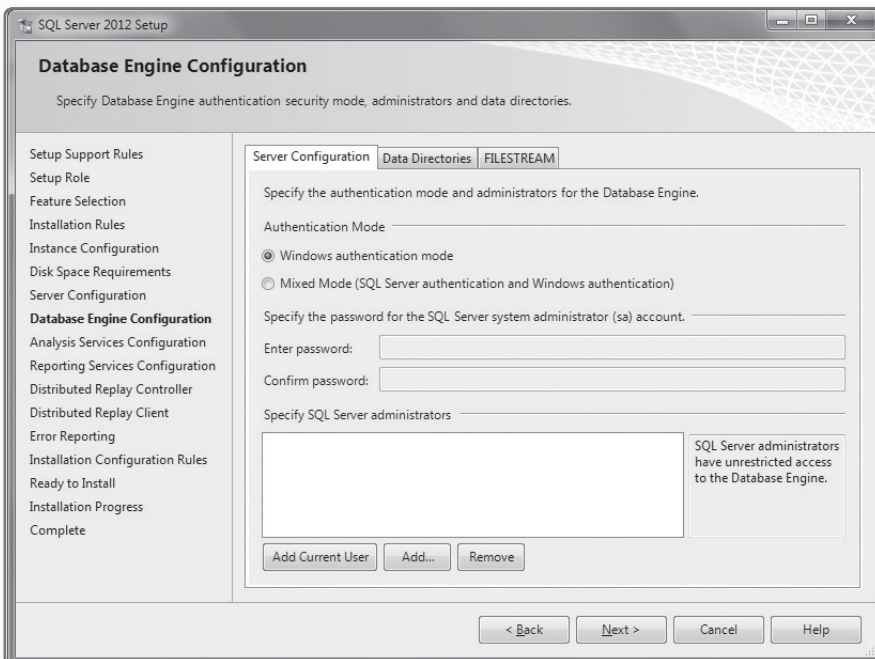 SQL Server 2012 Setup
Database Engine Configuration
Specify Database Engine authentication security mode, administrators and data directories.
Setup Support Rules
Setup Role
Feature Selection
Installation Rules
Instance Configuration
Disk Space Requirements
Server Configuration
Database Engine Configuration
Analysis Services Configuration
Reporting Services Configuration
Distributed Replay Controller
Distributed Replay Client
Error Reporting
Installation Configuration Rules
Ready to Install
Installation Progress
Complete
Server Configuration Data Directories FILESTREAM
Specify the authentication mode and administrators for the Database Engine.
Authentication Mode
Windows authentication mode
Mixed Mode (SQL Server authentication and Windows authentication)
Specify the password for the SQL Server system administrator (sa) account.
Enter password:
Confirm password:
Specify SQL Server administrators
SQL Server administrators
have unrestricted access
to the Database Engine.
Add Current User Add... Remove
< Back Next > Cancel Help